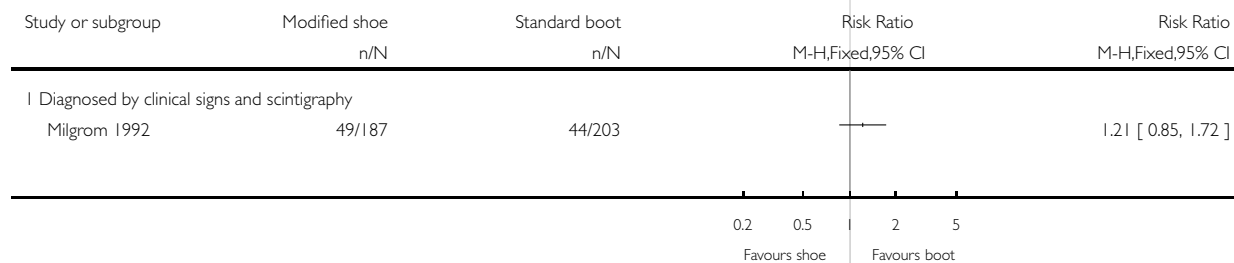 Study or subgroup Modified shoe Standard boot Risk Ratio Risk Ratio
n/N n/N M-H,Fixed,95% CI M-H,Fixed,95% CI
1 Diagnosed by clinical signs and scintigraphy
Milgrom 1992 49/187 44/203 1.21 [ 0.85, 1.72 ]
0.2 0.5 1 2 5
Favours shoe Favours boot